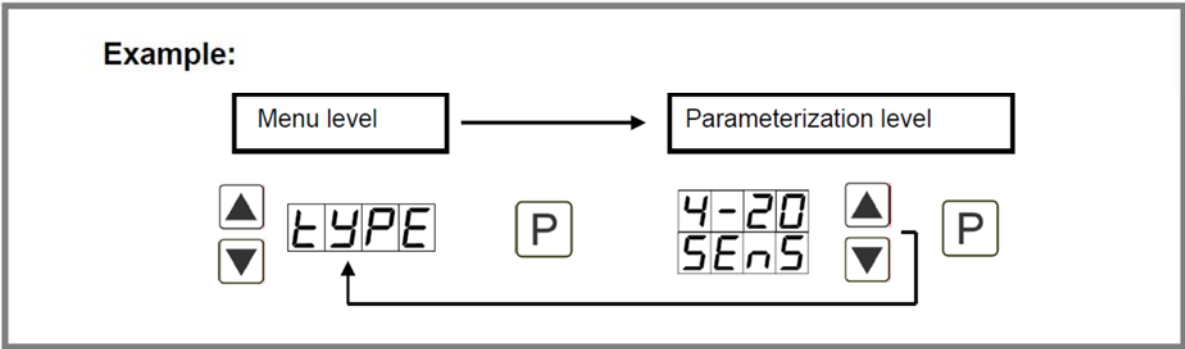 Example:
Menu level
Parameterization level
tYPE
P
4-20
SEnS
P